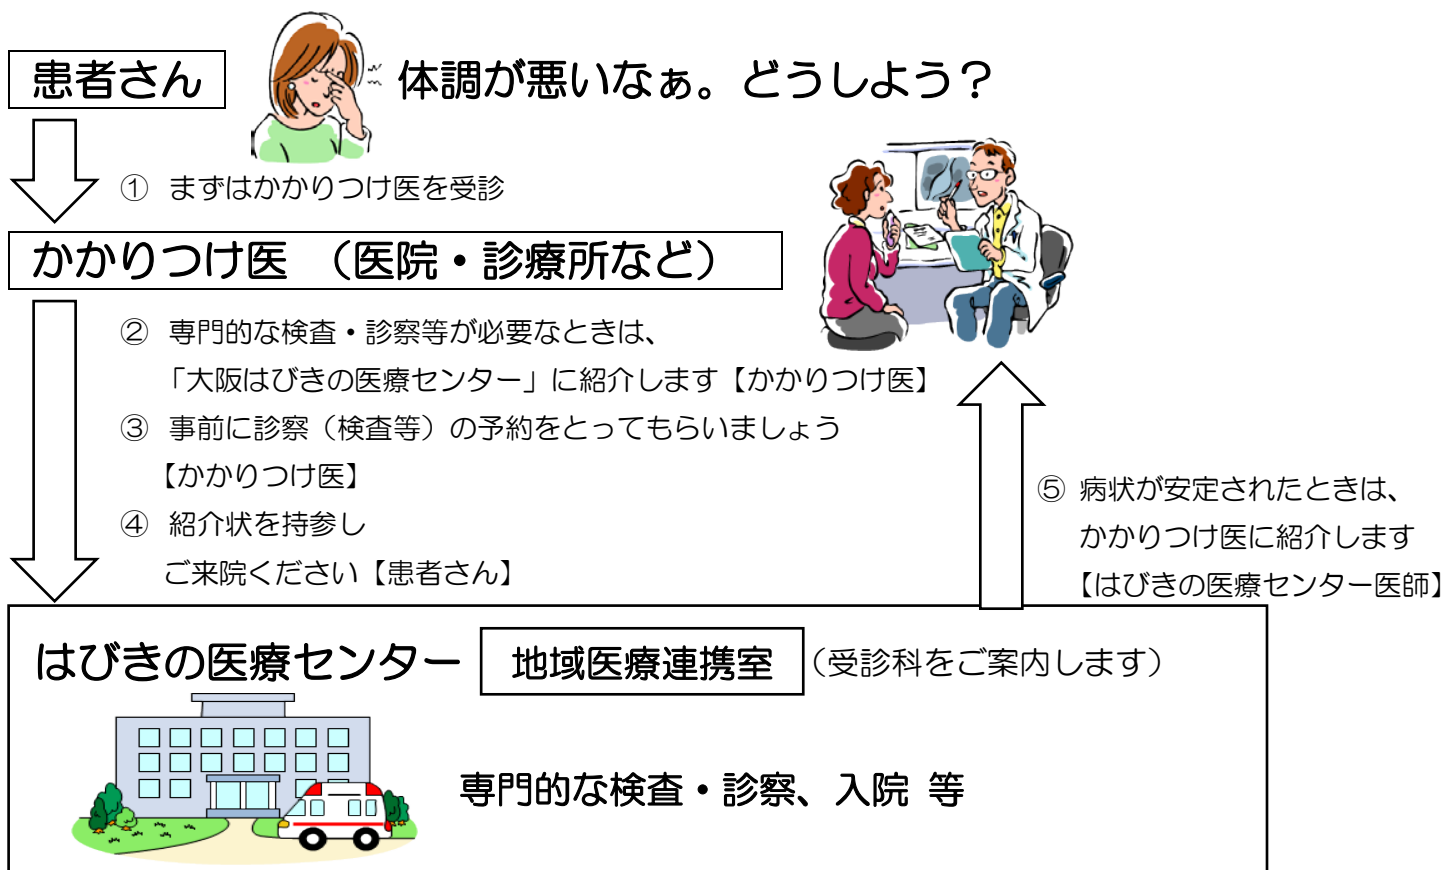 患者さん
体調が悪いなぁ。どうしよう？
① まずはかかりつけ医を受診
かかりつけ医 （医院・診療所など）
② 専門的な検査・診察等が必要なときは、
「大阪はびきの医療センター」に紹介します【かかりつけ医】
③ 事前に診察（検査等）の予約をとってもらいましょう
【かかりつけ医】
④ 紹介状を持参し
ご来院ください【患者さん】
⑤ 病状が安定されたときは、
かかりつけ医に紹介します
【はびきの医療センター医師】
はびきの医療センター 地域医療連携室 （受診科をご案内します）
専門的な検査・診察、入院 等